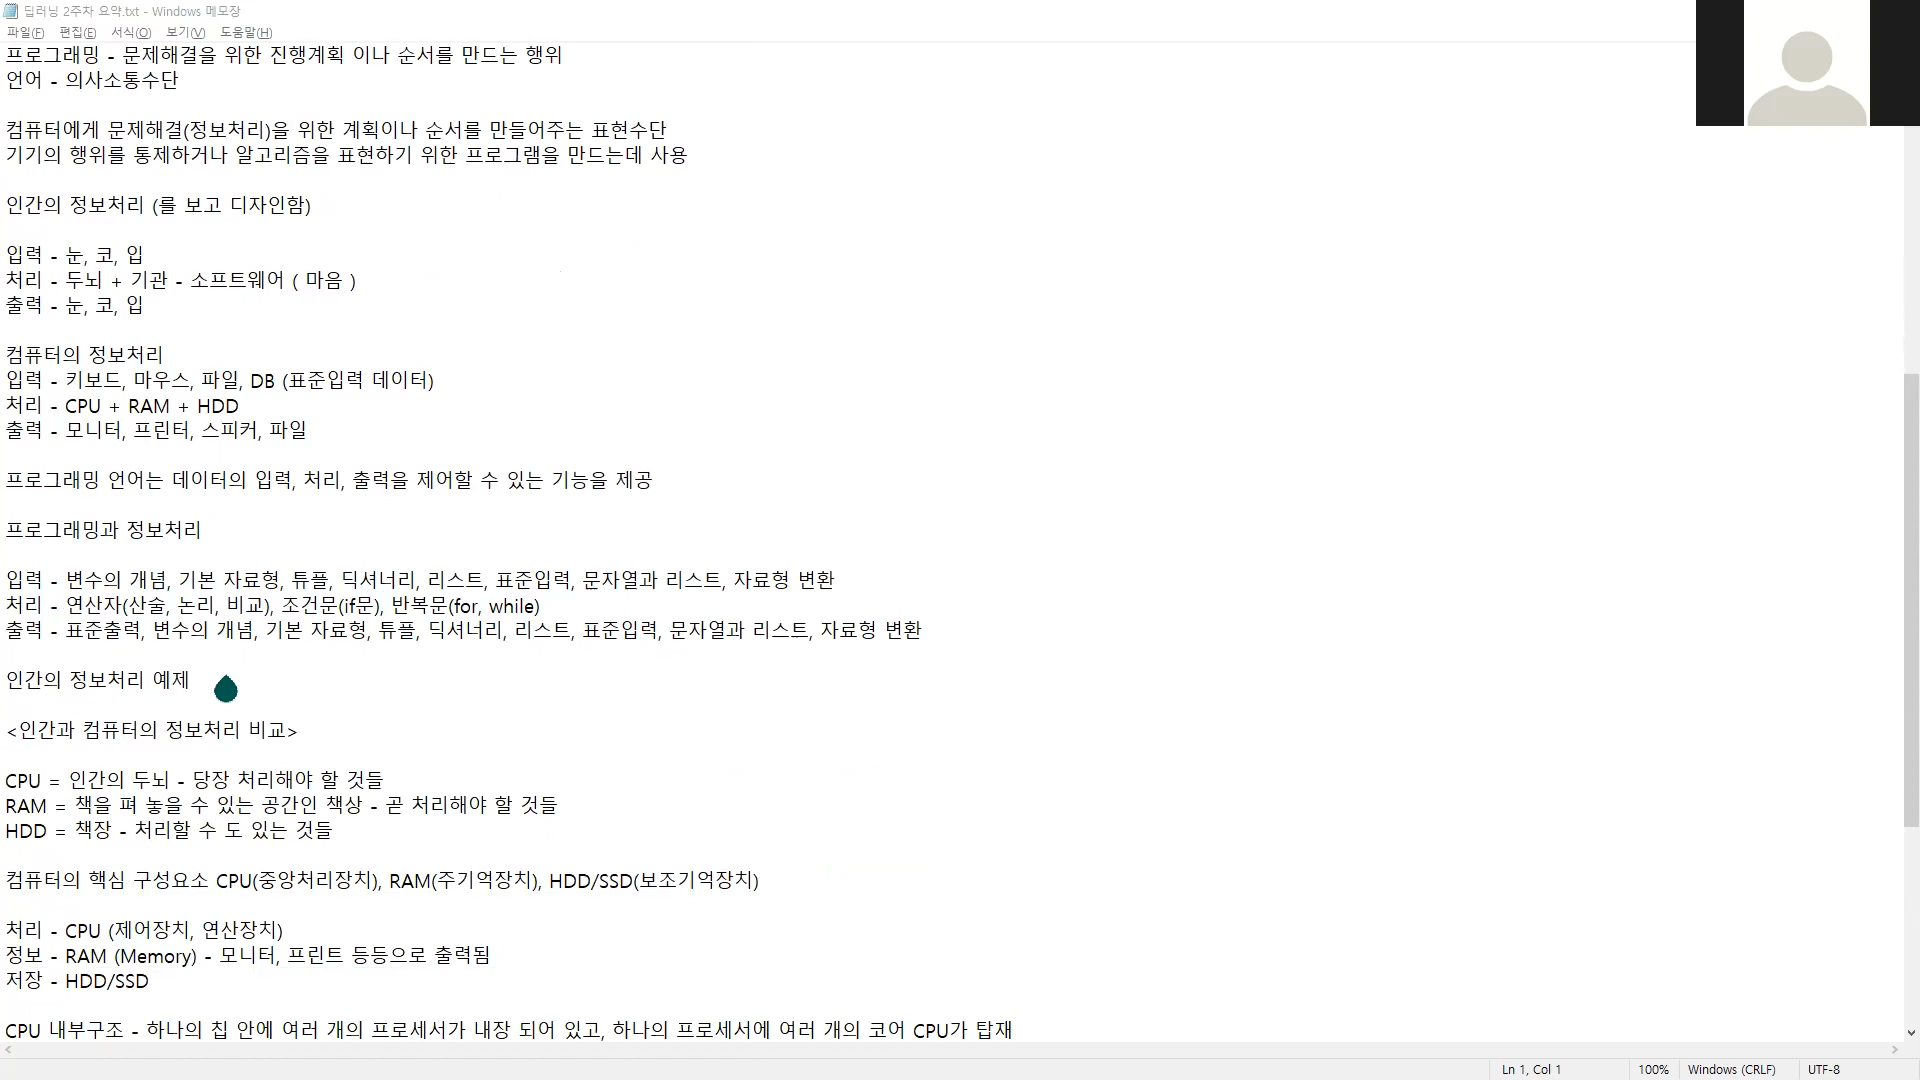 딥러닝 2주차 요약.txt - Windows 메모장
파일(F) 편집(E) 서식(O) 보기(V) 도움말(H)
프로그래밍 - 문제해결을 위한 진행계획 이나 순서를 만드는 행위
언어 - 의사소통수단
컴퓨터에게 문제해결(정보처리)을 위한 계획이나 순서를 만들어주는 표현수단
기기의 행위를 통제하거나 알고리즘을 표현하기 위한 프로그램을 만드는데 사용
인간의 정보처리 (를 보고 디자인함)
입력 - 눈, 코, 입
처리 - 두뇌 + 기관 - 소프트웨어 ( 마음 )
출력 - 눈, 코, 입
컴퓨터의 정보처리
입력 - 키보드, 마우스, 파일, DB (표준입력 데이터)
처리 - CPU + RAM + HDD
출력 - 모니터, 프린터, 스피커, 파일
프로그래밍 언어는 데이터의 입력, 처리, 출력을 제어할 수 있는 기능을 제공
프로그래밍과 정보처리
입력 - 변수의 개념, 기본 자료형, 튜플, 딕셔너리, 리스트, 표준입력, 문자열과 리스트, 자료형 변환
처리 - 연산자(산술, 논리, 비교), 조건문(if문), 반복문(for, while)
출력 - 표준출력, 변수의 개념, 기본 자료형, 튜플, 딕셔너리, 리스트, 표준입력, 문자열과 리스트, 자료형 변환
인간의 정보처리 예제
<인간과 컴퓨터의 정보처리 비교>
CPU = 인간의 두뇌 - 당장 처리해야 할 것들
RAM = 책을 펴 놓을 수 있는 공간인 책상 - 곧 처리해야 할 것들
HDD = 책장 - 처리할 수 도 있는 것들
컴퓨터의 핵심 구성요소 CPU(중앙처리장치), RAM(주기억장치), HDD/SSD(보조기억장치)
처리 - CPU (제어장치, 연산장치)
정보 - RAM (Memory) - 모니터, 프린트 등등으로 출력됨
저장 - HDD/SSD
CPU 내부구조 - 하나의 칩 안에 여러 개의 프로세서가 내장 되어 있고, 하나의 프로세서에 여러 개의 코어 CPU가 탑재
Ln 1, Col 1 100% Windows (CRLF) UTF-8